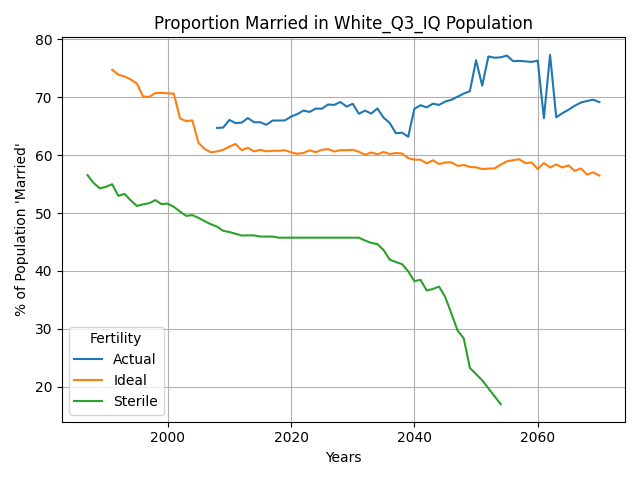 Proportion Married in White_Q3_IQ Population
% of Population 'Married'
80
70
60
50
40
30
20
Fertility
Actual
Ideal
Sterile
2000
2020
2040
2060
Years